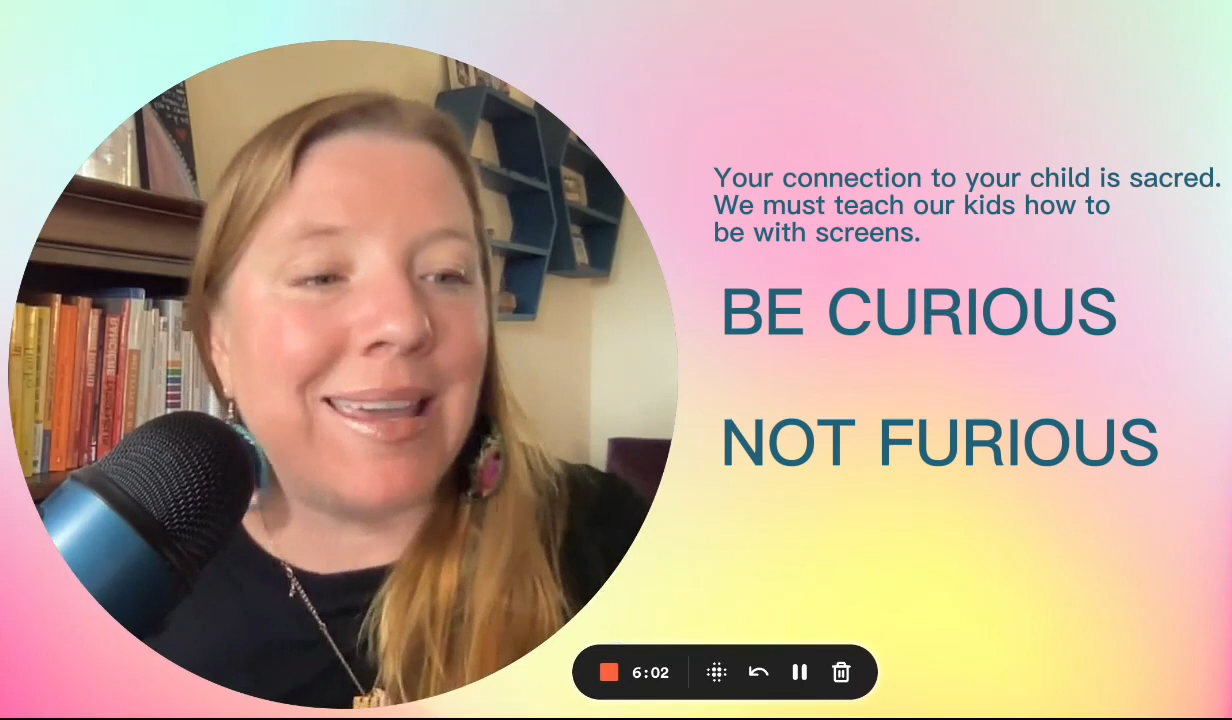 Your connection to your child is sacred.
We must teach our kids how to
be with screens.
BE CURIOUS
NOT FURIOUS
6:02